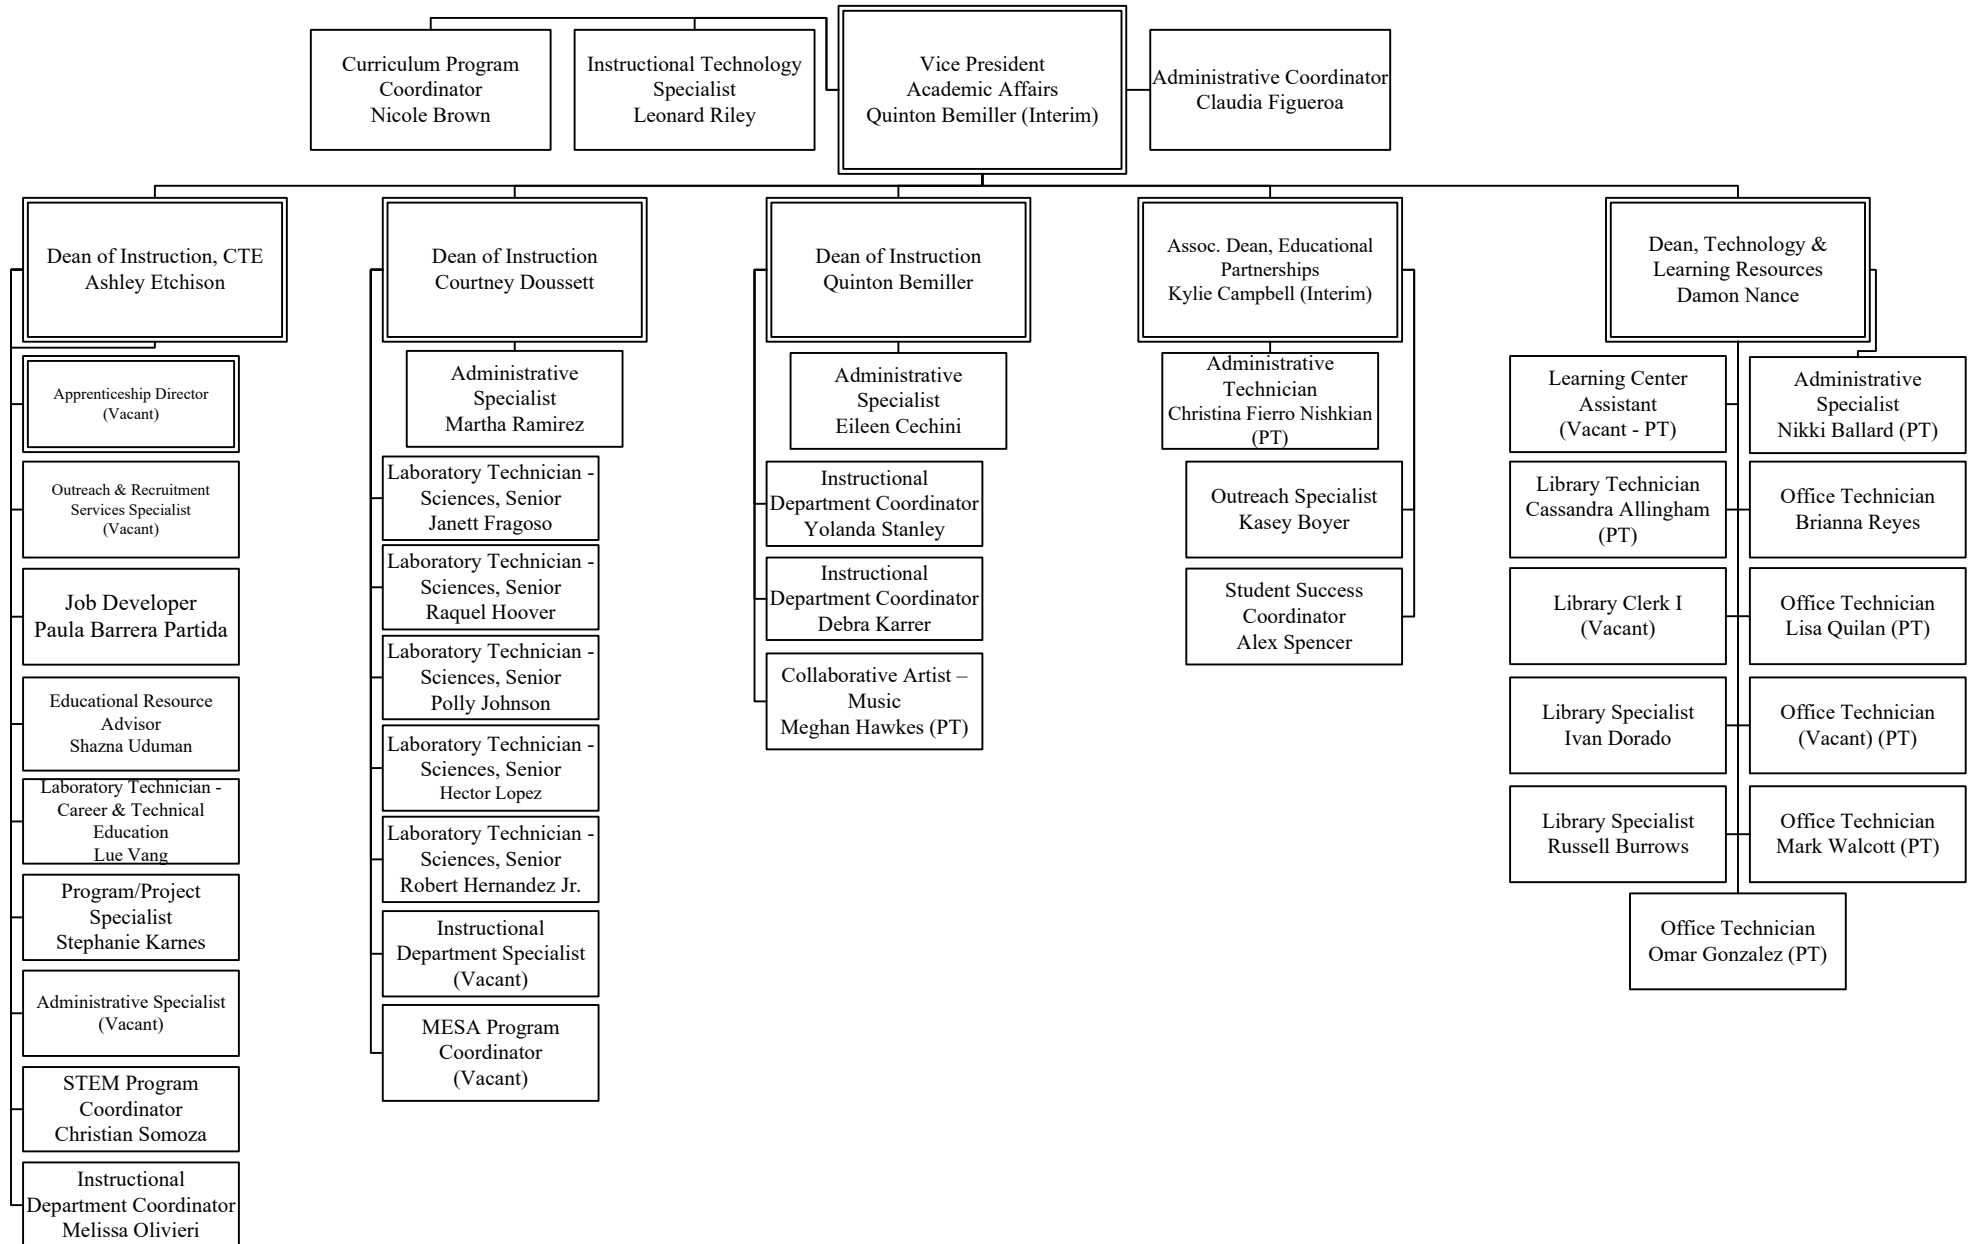 Curriculum Program
Coordinator
Nicole Brown
Instructional Technology
Specialist
Leonard Riley
Vice President
Academic Affairs
Quinton Bemiller (Interim)
Administrative Coordinator
Claudia Figueroa
Dean of Instruction, CTE
Ashley Etchison
Apprenticeship Director
(Vacant)
Outreach & Recruitment
Services Specialist
(Vacant)
Job Developer
Paula Barrera Partida
Educational Resource
Advisor
Shazna Uduman
Laboratory Technician -
Career & Technical
Education
Lue Vang
Program/Project
Specialist
Stephanie Karnes
Administrative Specialist
(Vacant)
STEM Program
Coordinator
Christian Somoza
Instructional
Department Coordinator
Melissa Olivieri
Dean of Instruction
Courtney Doussett
Administrative
Specialist
Martha Ramirez
Laboratory Technician -
Sciences, Senior
Janett Fragoso
Laboratory Technician -
Sciences, Senior
Raquel Hoover
Laboratory Technician -
Sciences, Senior
Polly Johnson
Laboratory Technician -
Sciences, Senior
Hector Lopez
Laboratory Technician -
Sciences, Senior
Robert Hernandez Jr.
Instructional
Department Specialist
(Vacant)
MESA Program
Coordinator
(Vacant)
Dean of Instruction
Quinton Bemiller
Administrative
Specialist
Eileen Cechini
Instructional
Department Coordinator
Yolanda Stanley
Instructional
Department Coordinator
Debra Karrer
Collaborative Artist –
Music
Meghan Hawkes (PT)
Assoc. Dean, Educational
Partnerships
Kylie Campbell (Interim)
Administrative
Technician
Christina Fierro Nishkian
(PT)
Outreach Specialist
Kasey Boyer
Student Success
Coordinator
Alex Spencer
Dean, Technology &
Learning Resources
Damon Nance
Learning Center
Assistant
(Vacant - PT)
Administrative
Specialist
Nikki Ballard (PT)
Library Technician
Cassandra Allingham
(PT)
Office Technician
Brianna Reyes
Library Clerk I
(Vacant)
Office Technician
Lisa Quilan (PT)
Library Specialist
Ivan Dorado
Office Technician
(Vacant) (PT)
Library Specialist
Russell Burrows
Office Technician
Mark Walcott (PT)
Office Technician
Omar Gonzalez (PT)